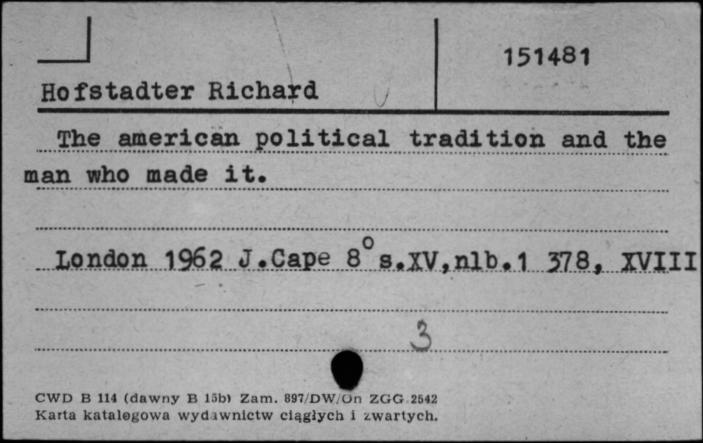 151481
Hofstadter Richard
The american political tradition and the
man who made it.
London 1962 J.Cape 8° s.XV,nlb.1 378, XVIII
3
CWD B 114 (dawny B 15b) Zam. 897/DW/On ZGG 2542
Karta katalogowa wydawnictw ciągłych i zwartych.